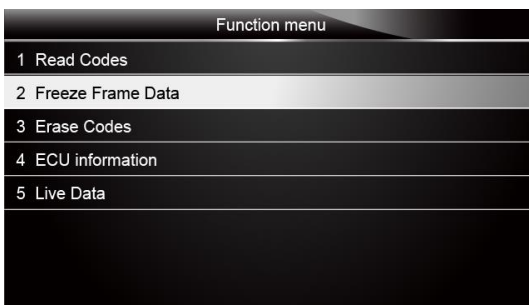 Function menu
1 Read Codes
2 Freeze Frame Data
3 Erase Codes
4 ECU information
5 Live Data